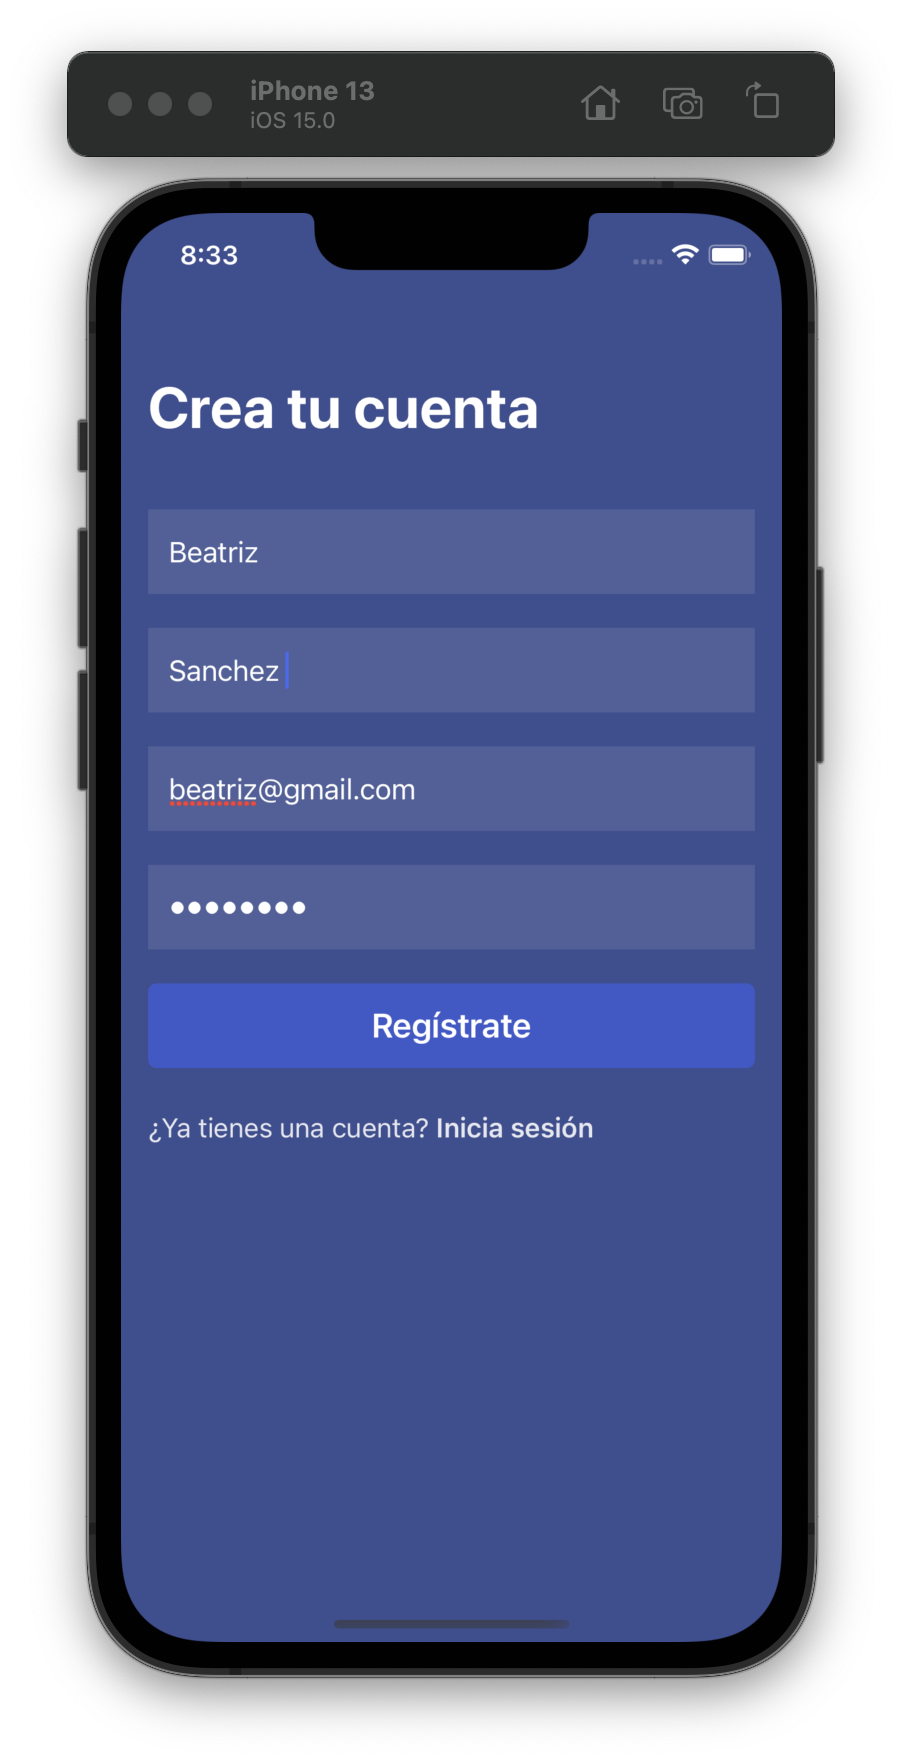 iPhone 13
iOS 15.0
8:33
Crea tu cuenta
Beatriz
Sanchez
beatriz@gmail.com
••••••••
Regístrate
¿Ya tienes una cuenta? Inicia sesión